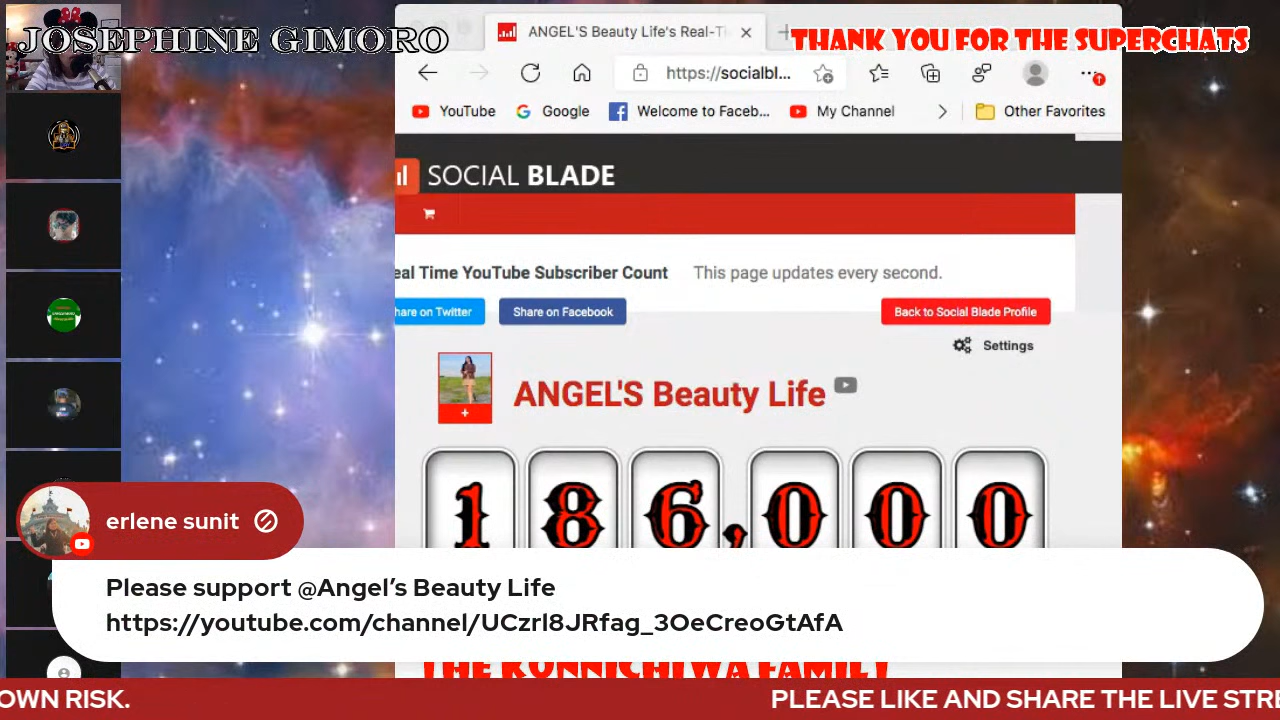 JOSEPHINE GIMORO
THANK YOU FOR THE SUPERCHATS
ANGEL'S Beauty Life's Real-Ti
https://socialbl...
YouTube
Google
Welcome to Faceb...
My Channel
Other Favorites
SOCIAL BLADE
eal Time YouTube Subscriber Count
This page updates every second.
hare on Twitter
Share on Facebook
Back to Social Blade Profile
Settings
ANGEL'S Beauty Life
186,000
erlene sunit
Please support @Angel's Beauty Life
https://youtube.com/channel/UCzrl8JRfag_3OeCreoGtAfA
THE KONNICHIWA FAMILY
OWN RISK.
PLEASE LIKE AND SHARE THE LIVE STRE